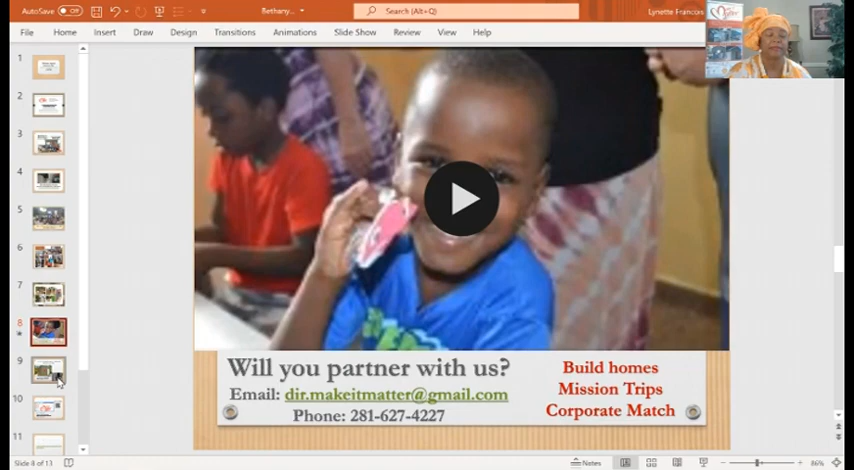 AutoSave Off Bethany... Search (Alt+Q) Lynette Francois
File Home Insert Draw Design Transitions Animations Slide Show Review View Help
1
2
3
4
5
6
7
8
9
10
11
Will you partner with us?
Email: dir.makeitmatter@gmail.com
Phone: 281-627-4227
Build homes
Mission Trips
Corporate Match
Slide 8 of 13 Notes 86%